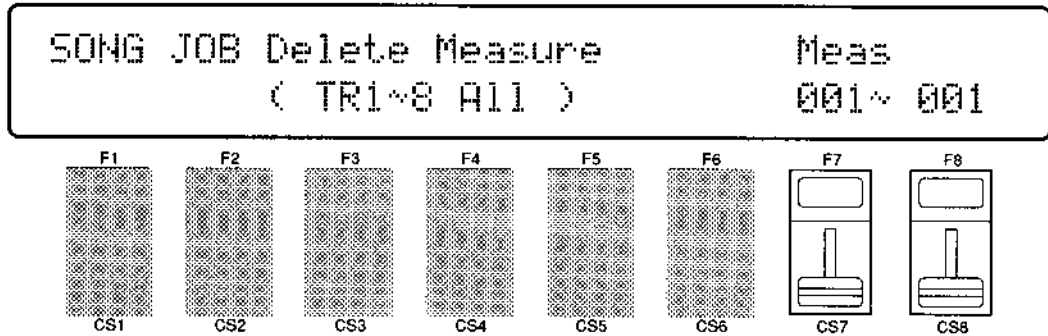 SONG JOB Delete Measure Meas
( TR1~8 All ) 001~ 001
F1 F2 F3 F4 F5 F6 F7 F8
CS1 CS2 CS3 CS4 CS5 CS6 CS7 CS8